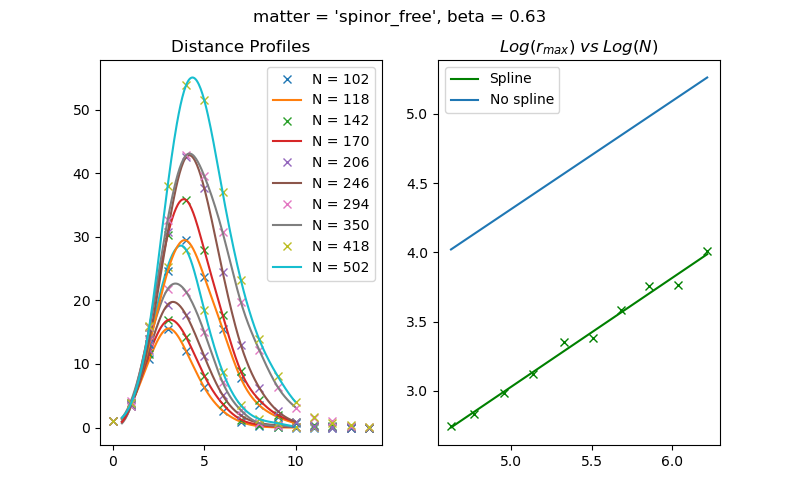 matter = 'spinor_free', beta = 0.63
Distance Profiles
N = 102
N = 118
N = 142
N = 170
N = 206
N = 246
N = 294
N = 350
N = 418
N = 502
50
40
30
20
10
0
0
5
10
Log(r_max) vs Log(N)
Spline
No spline
5.0
4.5
4.0
3.5
3.0
5.0
5.5
6.0